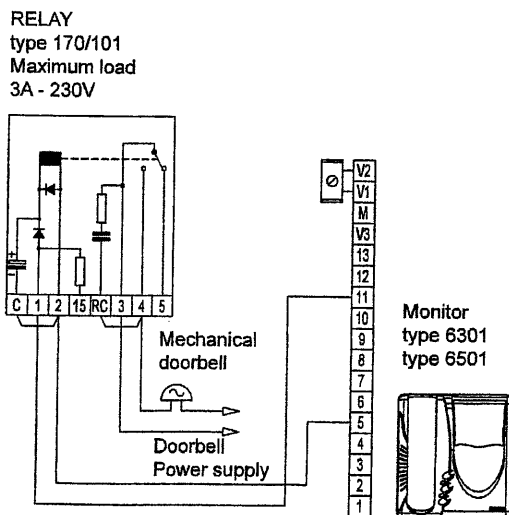 RELAY
type 170/101
Maximum load
3A - 230V
V2
V1
M
V3
13
12
11
10
9
8
7
6
5
4
3
2
1
+
-
C 1 2 15 RC 3 4 5
Monitor
type 6301
type 6501
Mechanical
doorbell
Doorbell
Power supply